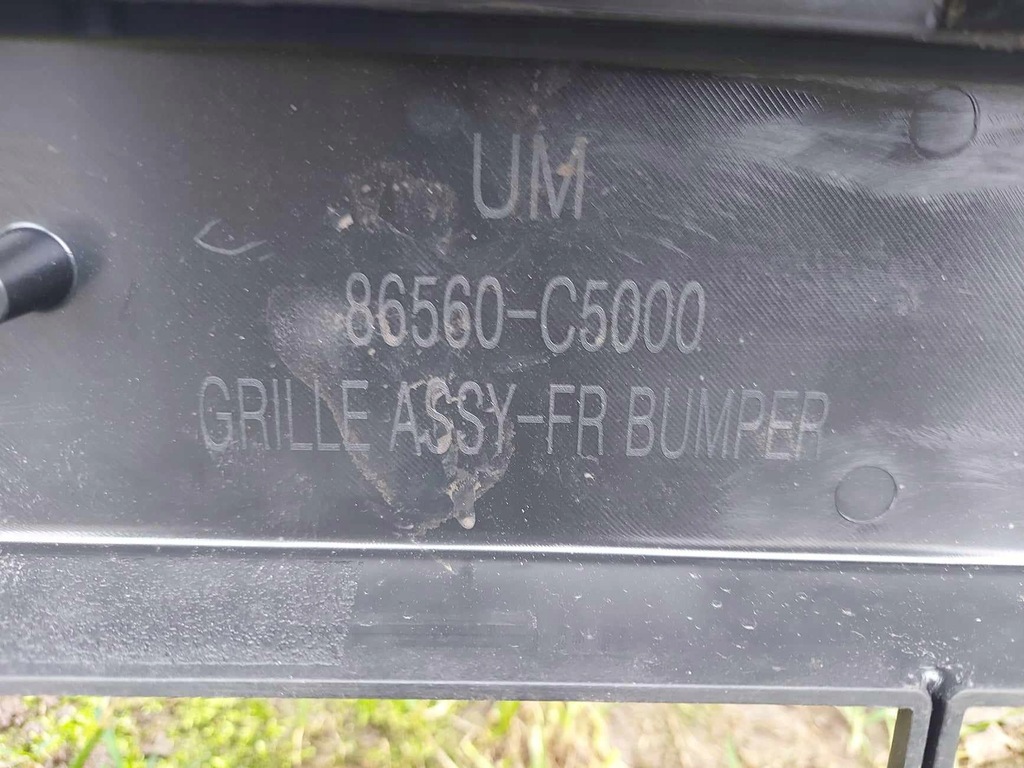 UM
86560-C5000
GRILLE ASSY-FR BUMPER